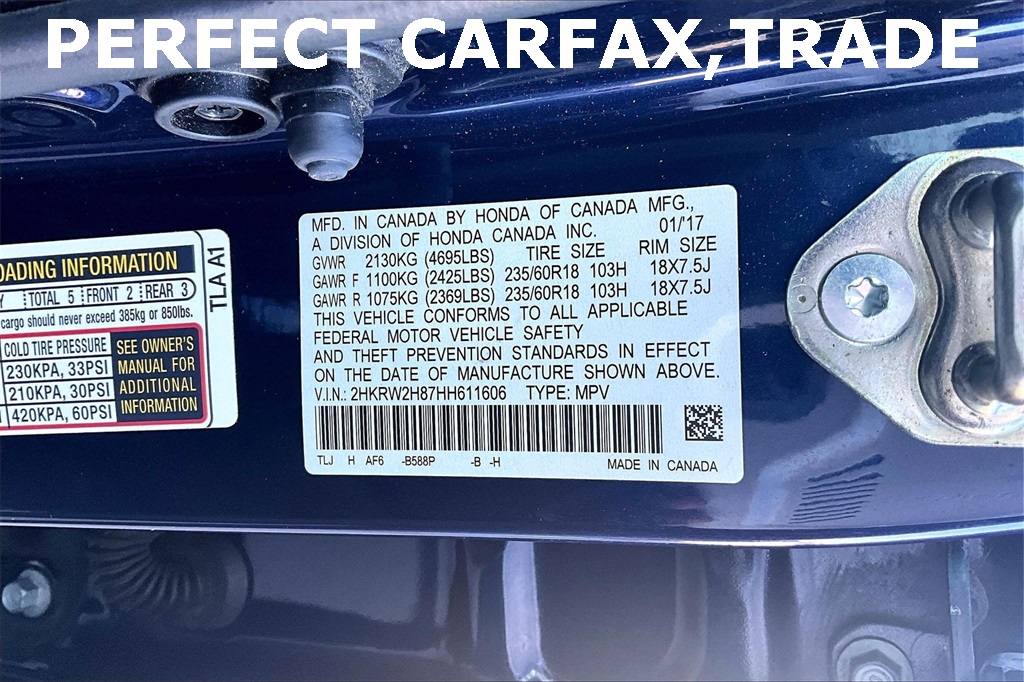 PERFECT CARFAX,TRADE
OADING INFORMATION
TOTAL 5 FRONT 2 REAR 3
cargo should never exceed 385kg or 850lbs.
COLD TIRE PRESSURE
230KPA, 33PSI
210KPA, 30PSI
420KPA, 60PSI
SEE OWNER'S
MANUAL FOR
ADDITIONAL
INFORMATION
TLA A1
MFD. IN CANADA BY HONDA OF CANADA MFG.,
A DIVISION OF HONDA CANADA INC. 01/'17
GVWR 2130KG (4695LBS) TIRE SIZE RIM SIZE
GAWR F 1100KG (2425LBS) 235/60R18 103H 18X7.5J
GAWR R 1075KG (2369LBS) 235/60R18 103H 18X7.5J
THIS VEHICLE CONFORMS TO ALL APPLICABLE
FEDERAL MOTOR VEHICLE SAFETY
AND THEFT PREVENTION STANDARDS IN EFFECT
ON THE DATE OF MANUFACTURE SHOWN ABOVE.
V.I.N.: 2HKRW2H87HH611606 TYPE: MPV
TLJ H AF6 -B588P -B -H MADE IN CANADA